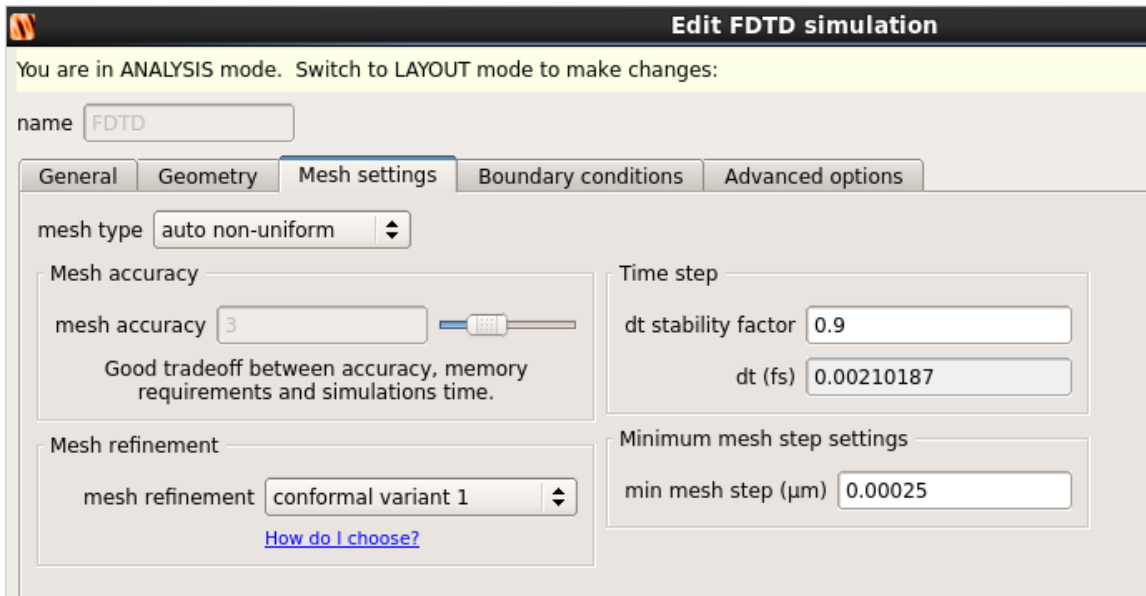 Edit FDTD simulation
You are in ANALYSIS mode.  Switch to LAYOUT mode to make changes:
name FDTD
General Geometry Mesh settings Boundary conditions Advanced options
mesh type auto non-uniform
Mesh accuracy
mesh accuracy 3
Good tradeoff between accuracy, memory
requirements and simulations time.
Time step
dt stability factor 0.9
dt (fs) 0.00210187
Mesh refinement
mesh refinement conformal variant 1
How do I choose?
Minimum mesh step settings
min mesh step (μm) 0.00025